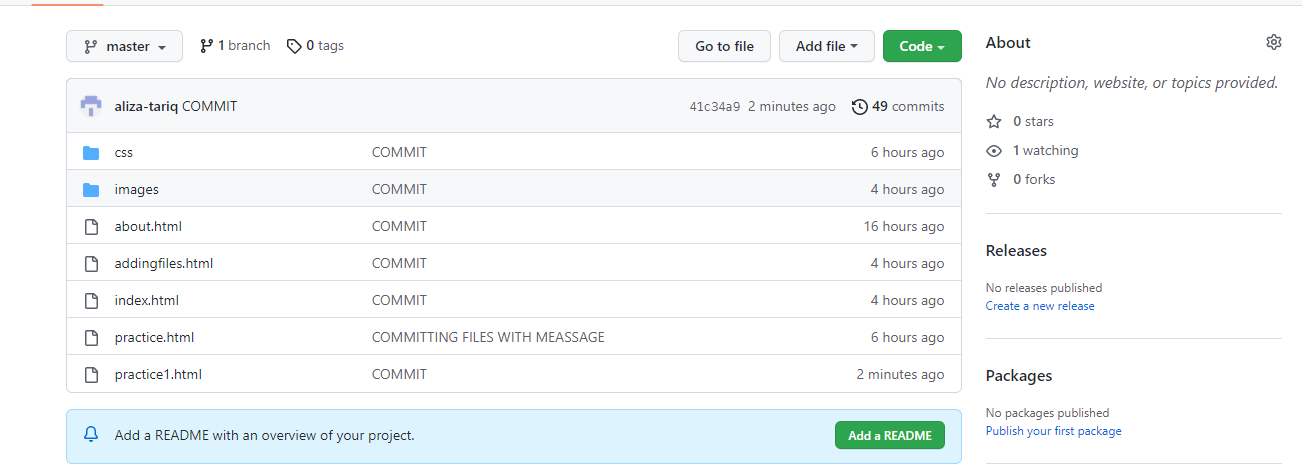 master 1 branch 0 tags Go to file Add file Code
aliza-tariq COMMIT 41c34a9 2 minutes ago 49 commits
css COMMIT 6 hours ago
images COMMIT 4 hours ago
about.html COMMIT 16 hours ago
addingfiles.html COMMIT 4 hours ago
index.html COMMIT 4 hours ago
practice.html COMMITTING FILES WITH MEASSAGE 6 hours ago
practice1.html COMMIT 2 minutes ago
Add a README with an overview of your project. Add a README
About
No description, website, or topics provided.
0 stars
1 watching
0 forks
Releases
No releases published
Create a new release
Packages
No packages published
Publish your first package